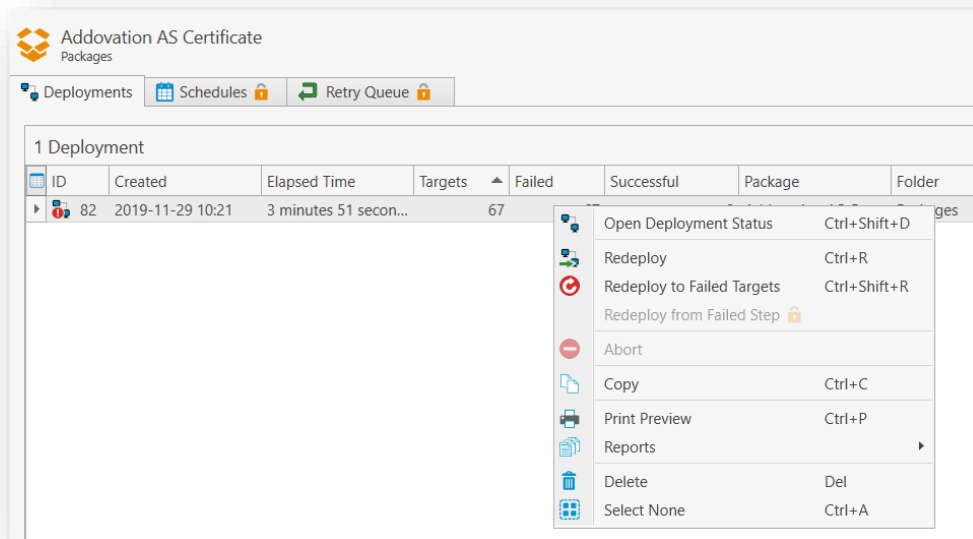 Addovation AS Certificate
Packages
Deployments Schedules Retry Queue
1 Deployment
ID Created Elapsed Time Targets Failed Successful Package Folder
82 2019-11-29 10:21 3 minutes 51 secon... 67
Open Deployment Status Ctrl+Shift+D
Redeploy Ctrl+R
Redeploy to Failed Targets Ctrl+Shift+R
Redeploy from Failed Step
Abort
Copy Ctrl+C
Print Preview Ctrl+P
Reports
Delete Del
Select None Ctrl+A